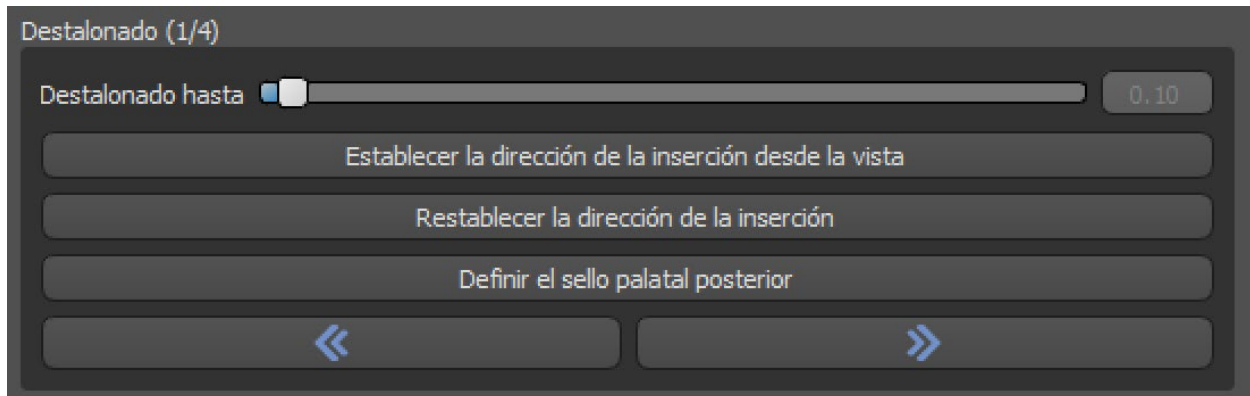 Destalonado (1/4)
Destalonado hasta 0.10
Establecer la dirección de la inserción desde la vista
Restablecer la dirección de la inserción
Definir el sello palatal posterior